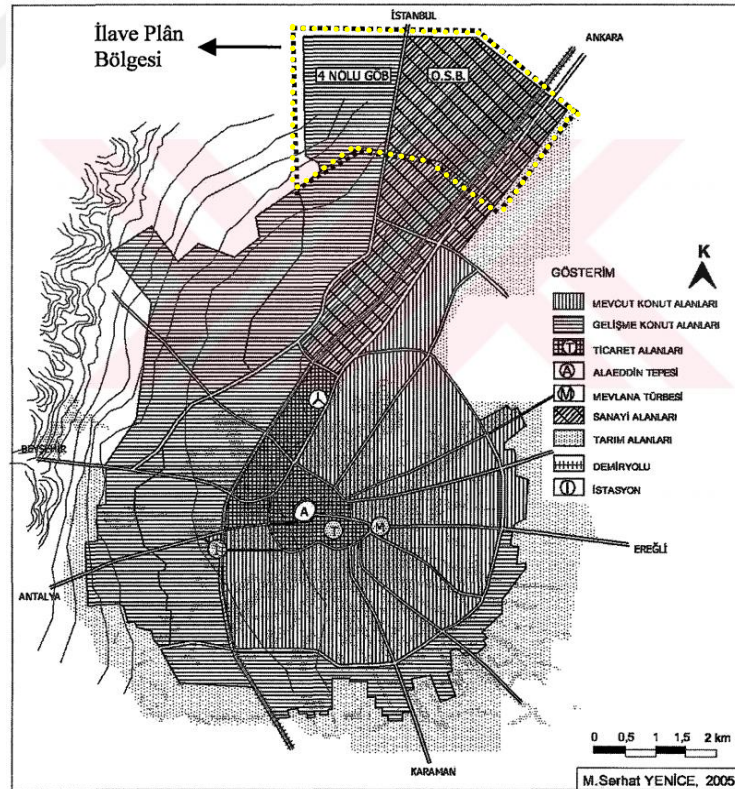 İlave Plân
Bölgesi
İSTANBUL
ANKARA
4 NOLU GÖB
O.S.B.
K
GÖSTERİM
MEVCUT KONUT ALANLARI
GELİŞME KONUT ALANLARI
T TİCARET ALANLARI
A ALAEDDİN TEPESİ
M MEVLANA TÜRBESİ
SANAYİ ALANLARI
TARIM ALANLARI
DEMİRYOLU
İ İSTASYON
BEYŞEHİR
A
T
M
İ
EREĞLİ
ANTALYA
KARAMAN
0 0,5 1 1,5 2 km
M.Serhat YENİCE, 2005